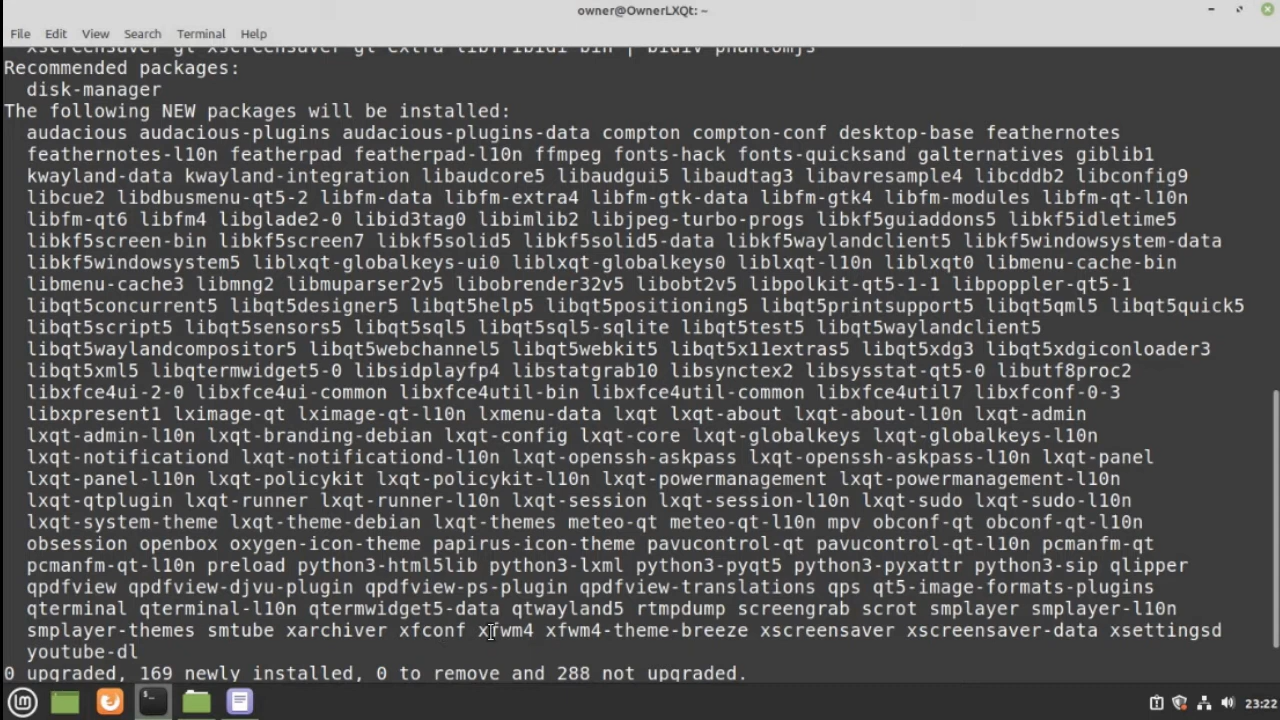 owner@OwnerLXQt: ~
File Edit View Search Terminal Help
xscreensaver-gl xscreensaver-gl-extra libfribidi-bin | bidiv phantomjs
Recommended packages:
disk-manager
The following NEW packages will be installed:
audacious audacious-plugins audacious-plugins-data compton compton-conf desktop-base feathernotes
feathernotes-l10n featherpad featherpad-l10n ffmpeg fonts-hack fonts-quicksand galternatives giblib1
kwayland-data kwayland-integration libaudcore5 libaudgui5 libaudtag3 libavresample4 libcddb2 libconfig9
libcue2 libdbusmenu-qt5-2 libfm-data libfm-extra4 libfm-gtk-data libfm-gtk4 libfm-modules libfm-qt-l10n
libfm-qt6 libfm4 libglade2-0 libid3tag0 libimlib2 libjpeg-turbo-progs libkf5guiaddons5 libkf5idletime5
libkf5screen-bin libkf5screen7 libkf5solid5 libkf5solid5-data libkf5waylandclient5 libkf5windowsystem-data
libkf5windowsystem5 liblxqt-globalkeys-ui0 liblxqt-globalkeys0 liblxqt-l10n liblxqt0 libmenu-cache-bin
libmenu-cache3 libmng2 libmuparser2v5 libobrender32v5 libobt2v5 libpolkit-qt5-1-1 libpoppler-qt5-1
libqt5concurrent5 libqt5designer5 libqt5help5 libqt5positioning5 libqt5printsupport5 libqt5qml5 libqt5quick5
libqt5script5 libqt5sensors5 libqt5sql5 libqt5sql5-sqlite libqt5test5 libqt5waylandclient5
libqt5waylandcompositor5 libqt5webchannel5 libqt5webkit5 libqt5x11extras5 libqt5xdg3 libqt5xdgiconloader3
libqt5xml5 libqtermwidget5-0 libsidplayfp4 libstatgrab10 libsynctex2 libsysstat-qt5-0 libutf8proc2
libxfce4ui-2-0 libxfce4ui-common libxfce4util-bin libxfce4util-common libxfce4util7 libxfconf-0-3
libxpresent1 lximage-qt lximage-qt-l10n lxmenu-data lxqt lxqt-about lxqt-about-l10n lxqt-admin
lxqt-admin-l10n lxqt-branding-debian lxqt-config lxqt-core lxqt-globalkeys lxqt-globalkeys-l10n
lxqt-notificationd lxqt-notificationd-l10n lxqt-openssh-askpass lxqt-openssh-askpass-l10n lxqt-panel
lxqt-panel-l10n lxqt-policykit lxqt-policykit-l10n lxqt-powermanagement lxqt-powermanagement-l10n
lxqt-qtplugin lxqt-runner lxqt-runner-l10n lxqt-session lxqt-session-l10n lxqt-sudo lxqt-sudo-l10n
lxqt-system-theme lxqt-theme-debian lxqt-themes meteo-qt meteo-qt-l10n mpv obconf-qt obconf-qt-l10n
obsession openbox oxygen-icon-theme papirus-icon-theme pavucontrol-qt pavucontrol-qt-l10n pcmanfm-qt
pcmanfm-qt-l10n preload python3-html5lib python3-lxml python3-pyqt5 python3-pyxattr python3-sip qlipper
qpdfview qpdfview-djvu-plugin qpdfview-ps-plugin qpdfview-translations qps qt5-image-formats-plugins
qterminal qterminal-l10n qtermwidget5-data qtwayland5 rtmpdump screengrab scrot smplayer smplayer-l10n
smplayer-themes smtube xarchiver xfconf xfwm4 xfwm4-theme-breeze xscreensaver xscreensaver-data xsettingsd
youtube-dl
0 upgraded, 169 newly installed, 0 to remove and 288 not upgraded.
23:22